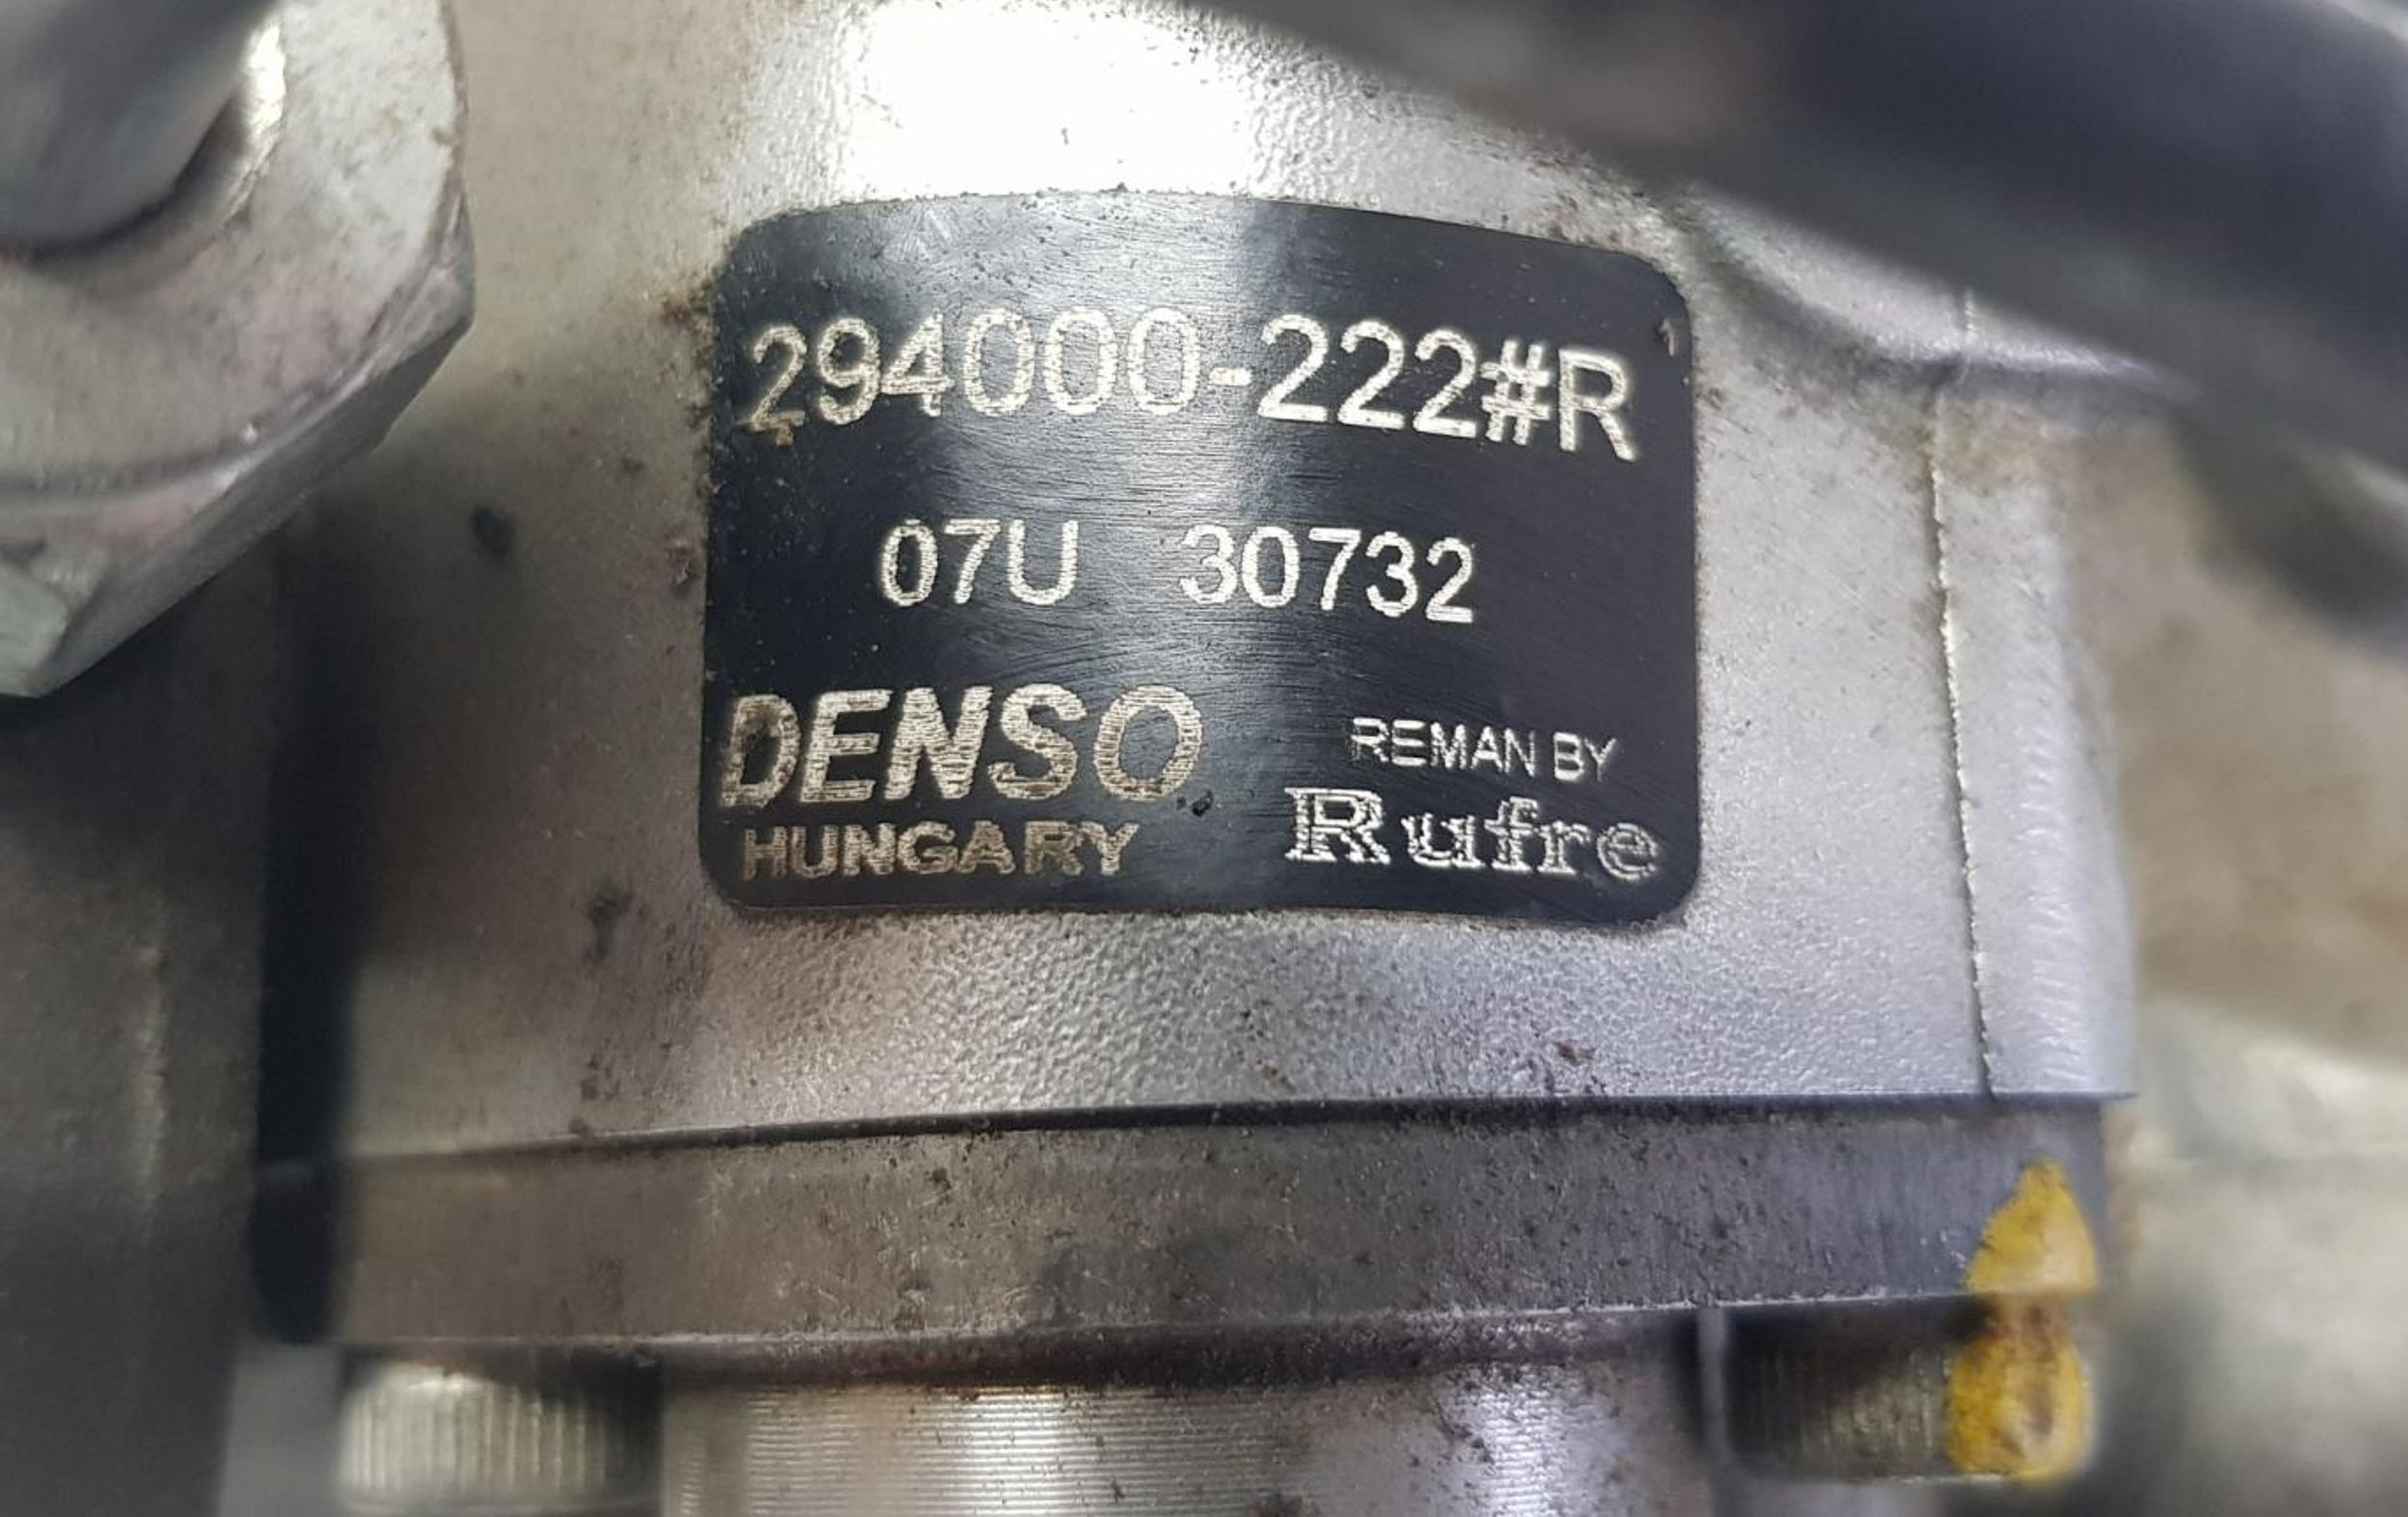 294000-222#R
07U 30732
DENSO
HUNGARY
REMAN BY
Rufre